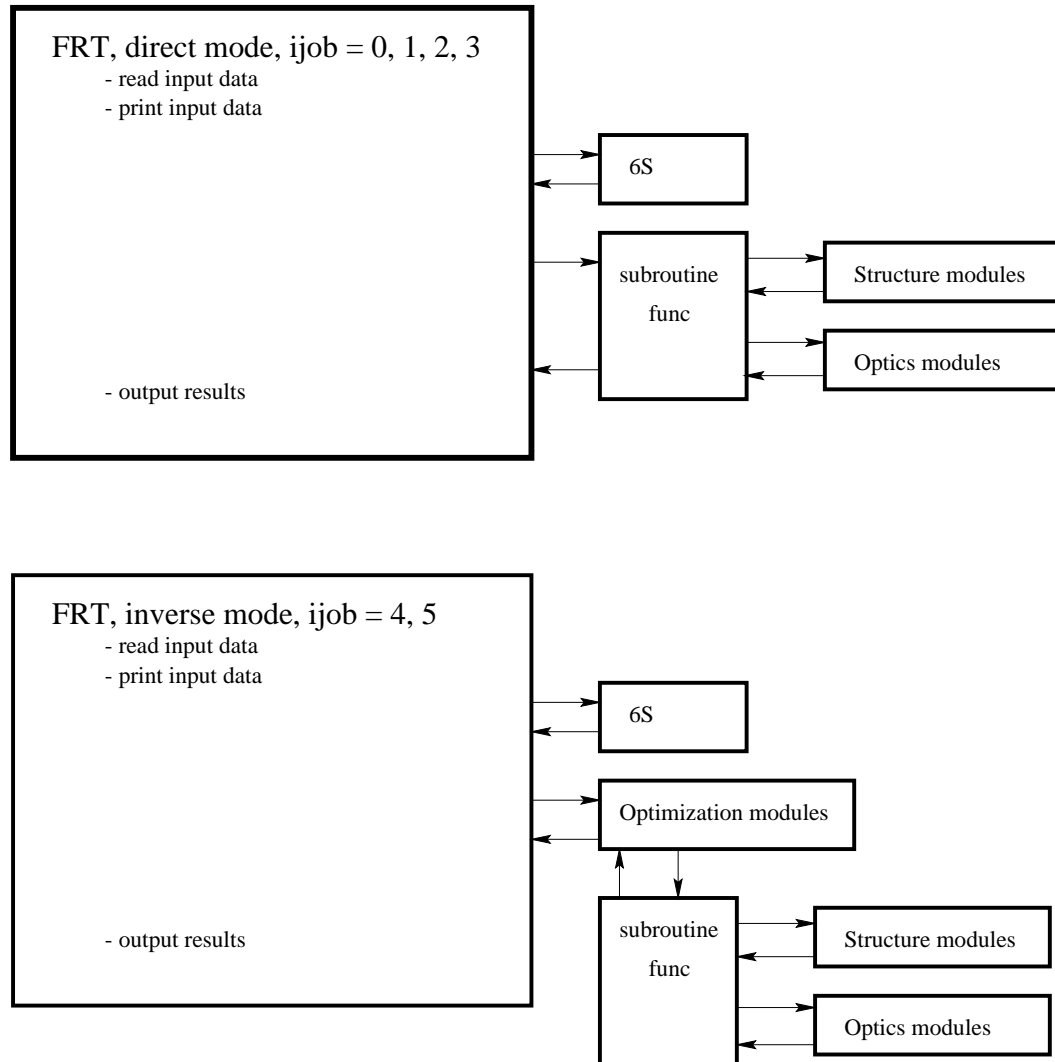 FRT, direct mode, ijob = 0, 1, 2, 3
- read input data
- print input data
6S
subroutine
func
Structure modules
Optics modules
- output results
FRT, inverse mode, ijob = 4, 5
- read input data
- print input data
6S
Optimization modules
subroutine
func
Structure modules
Optics modules
- output results